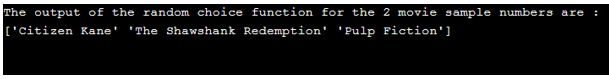 The output of the random choice function for the 2 movie sample numbers are :
['Citizen Kane' 'The Shawshank Redemption' 'Pulp Fiction']